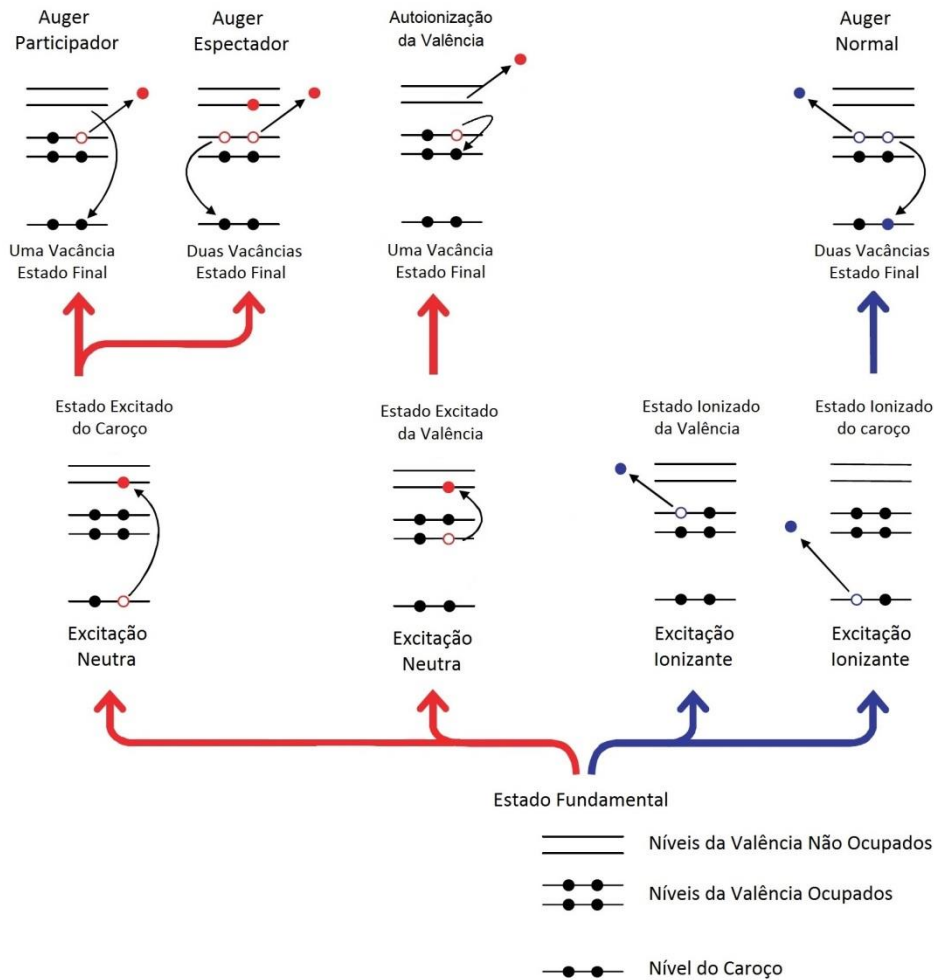 Auger
Participador
Auger
Espectador
Autoionização
da Valência
Auger
Normal
Uma Vacância
Estado Final
Duas Vacâncias
Estado Final
Uma Vacância
Estado Final
Duas Vacâncias
Estado Final
Estado Excitado
do Caroço
Estado Excitado
da Valência
Estado Ionizado
da Valência
Estado Ionizado
do caroço
Excitação
Neutra
Excitação
Neutra
Excitação
Ionizante
Excitação
Ionizante
Estado Fundamental
Níveis da Valência Não Ocupados
Níveis da Valência Ocupados
Nível do Caroço